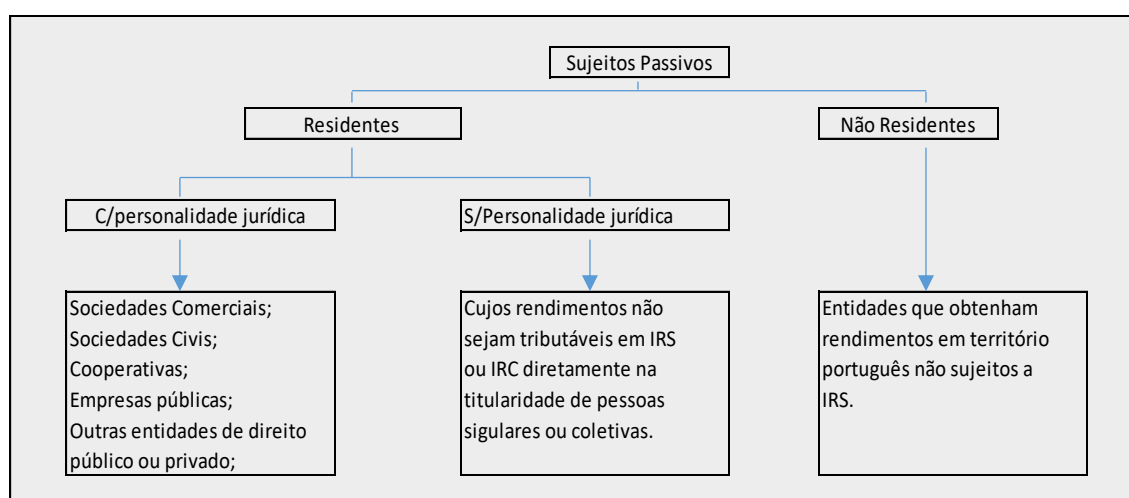 Sujeitos Passivos
Residentes
Não Residentes
C/personalidade jurídica
S/Personalidade jurídica
Sociedades Comerciais;
Sociedades Civis;
Cooperativas;
Empresas públicas;
Outras entidades de direito
público ou privado;
Cujos rendimentos não
sejam tributáveis em IRS
ou IRC diretamente na
titularidade de pessoas
sigulares ou coletivas.
Entidades que obtenham
rendimentos em território
português não sujeitos a
IRS.